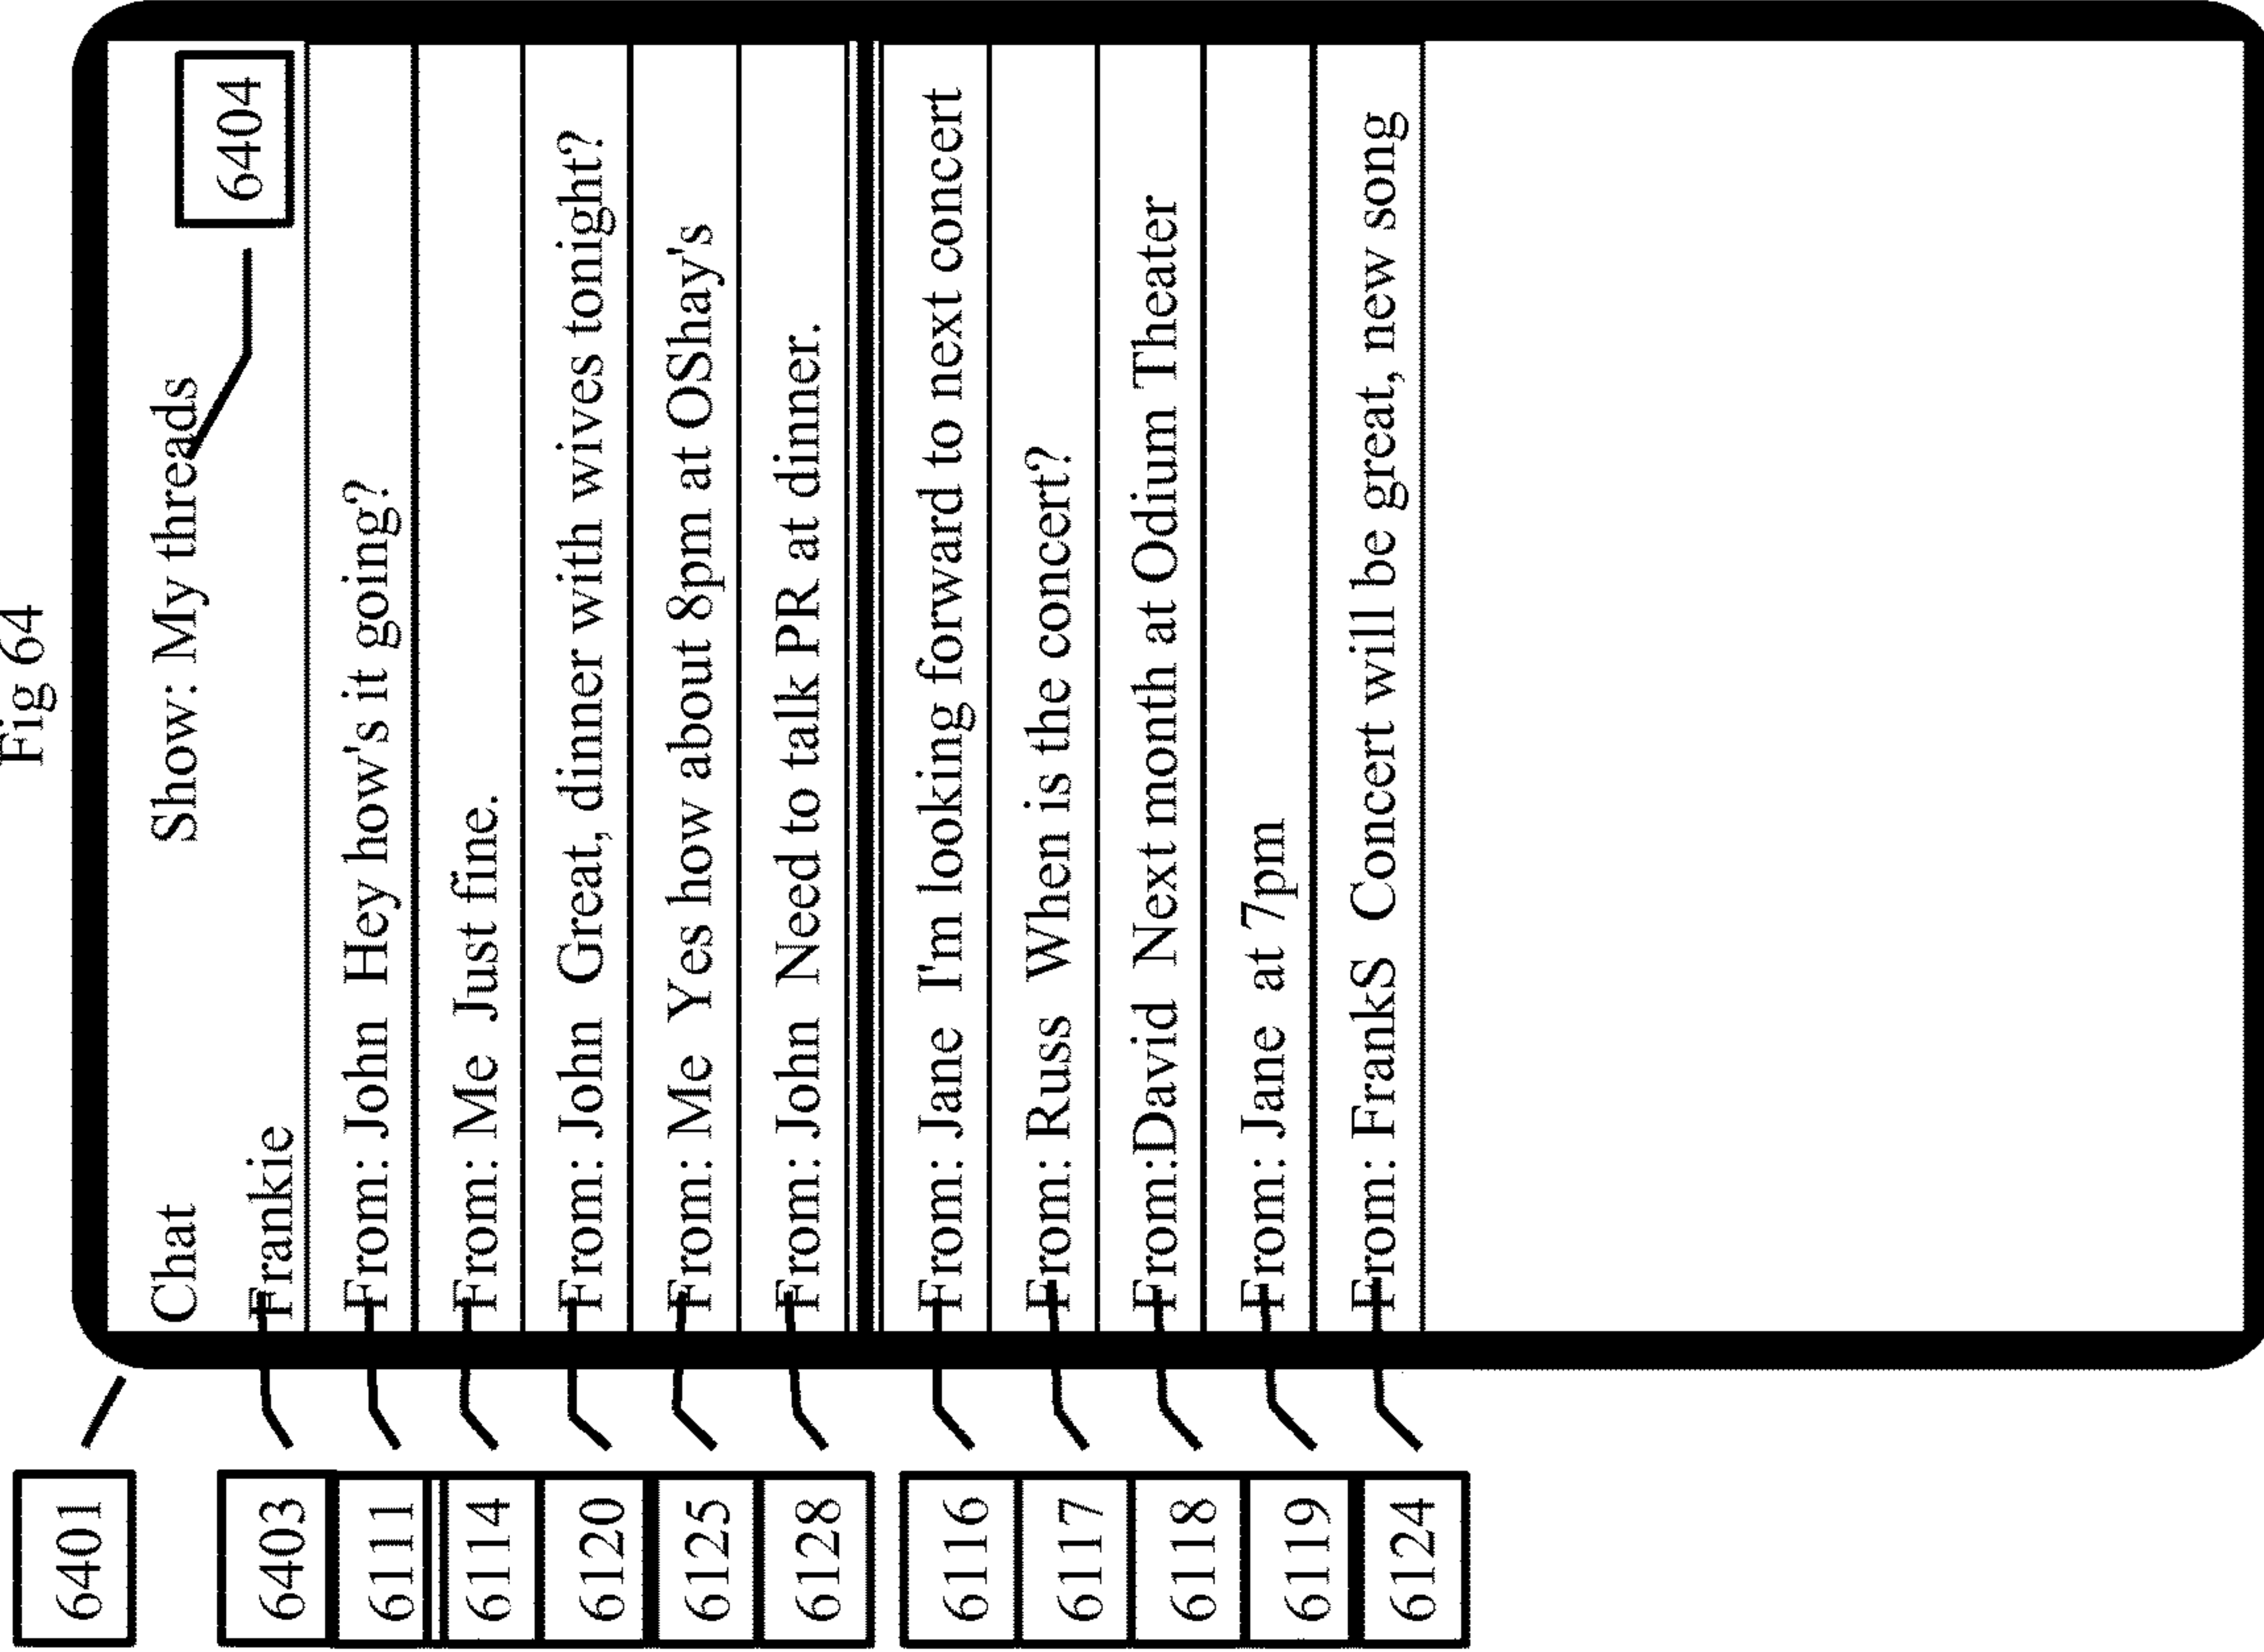 Fig 64
6401
Chat Show: My threads
6403 Frankie 6404
6111 From: John Hey how's it going?
6114 From: Me Just fine.
6120 From: John Great, dinner with wives tonight?
6125 From: Me Yes how about 8pm at OShay's
6128 From: John Need to talk PR at dinner.
6116 From: Jane I'm looking forward to next concert
6117 From: Russ When is the concert?
6118 From:David Next month at Odium Theater
6119 From: Jane at 7pm
6124 From: FrankS Concert will be great, new song